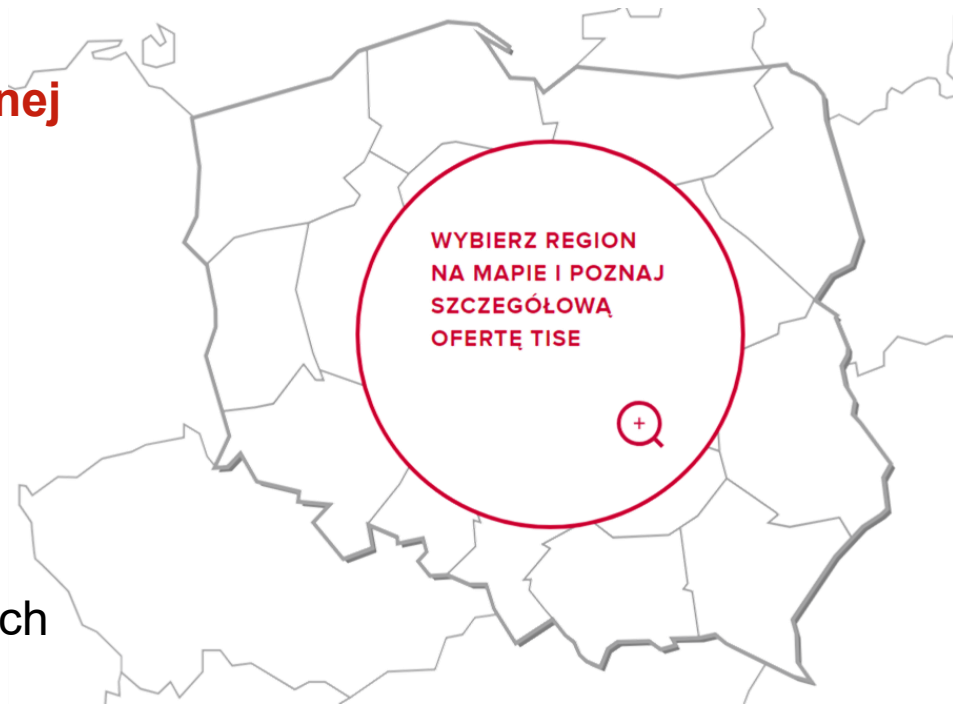 nej
WYBIERZ REGION
NA MAPIE I POZNAJ
SZCZEGÓŁOWĄ
OFERTĘ TISE
+
ch